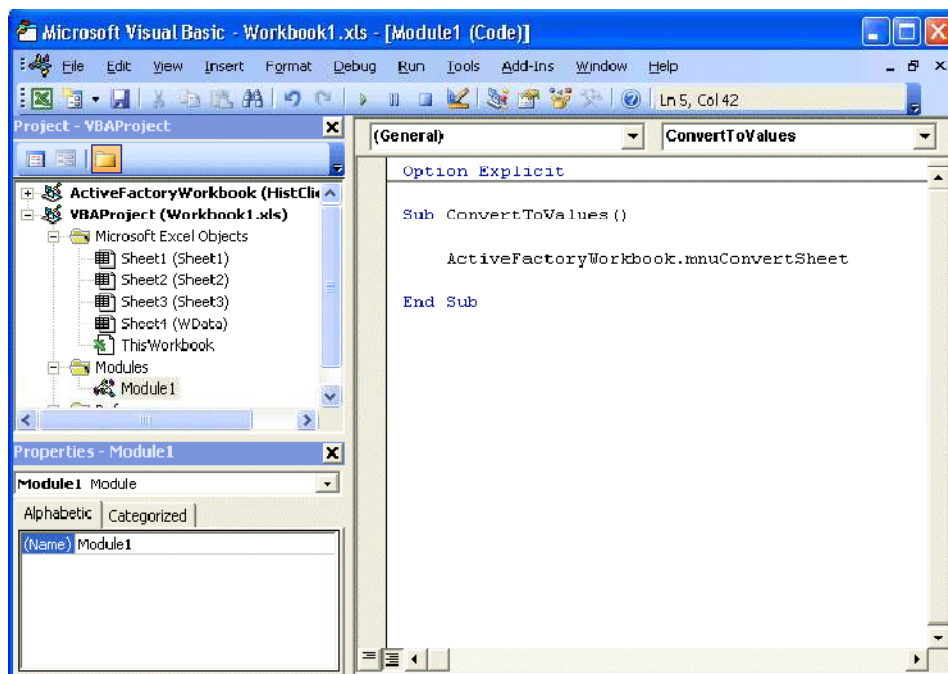 Microsoft Visual Basic - Workbook1.xls - [Module1 (Code)]
File Edit View Insert Format Debug Run Tools Add-Ins Window Help
Ln 5, Col 42
Project - VBAProject
ActiveFactoryWorkbook (HistClie
VBAProject (Workbook1.xls)
Microsoft Excel Objects
Sheet1 (Sheet1)
Sheet2 (Sheet2)
Sheet3 (Sheet3)
Sheet4 (WData)
ThisWorkbook
Modules
Module1
Properties - Module1
Module1 Module
Alphabetic Categorized
(Name) Module1
(General) ConvertToValues
Option Explicit
Sub ConvertToValues()
ActiveFactoryWorkbook.mnuConvertSheet
End Sub